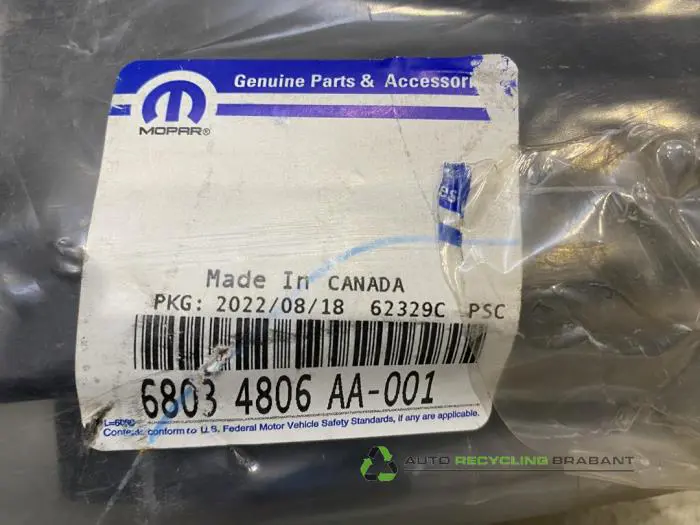 Genuine Parts & Accessori
MOPAR®
es
Made In CANADA
PKG: 2022/08/18 62329C PSC
6803 4806 AA-001
Contents conform to U.S. Federal Motor Vehicle Safety Standards, if any are applicable.
AUTO RECYCLING BRABANT